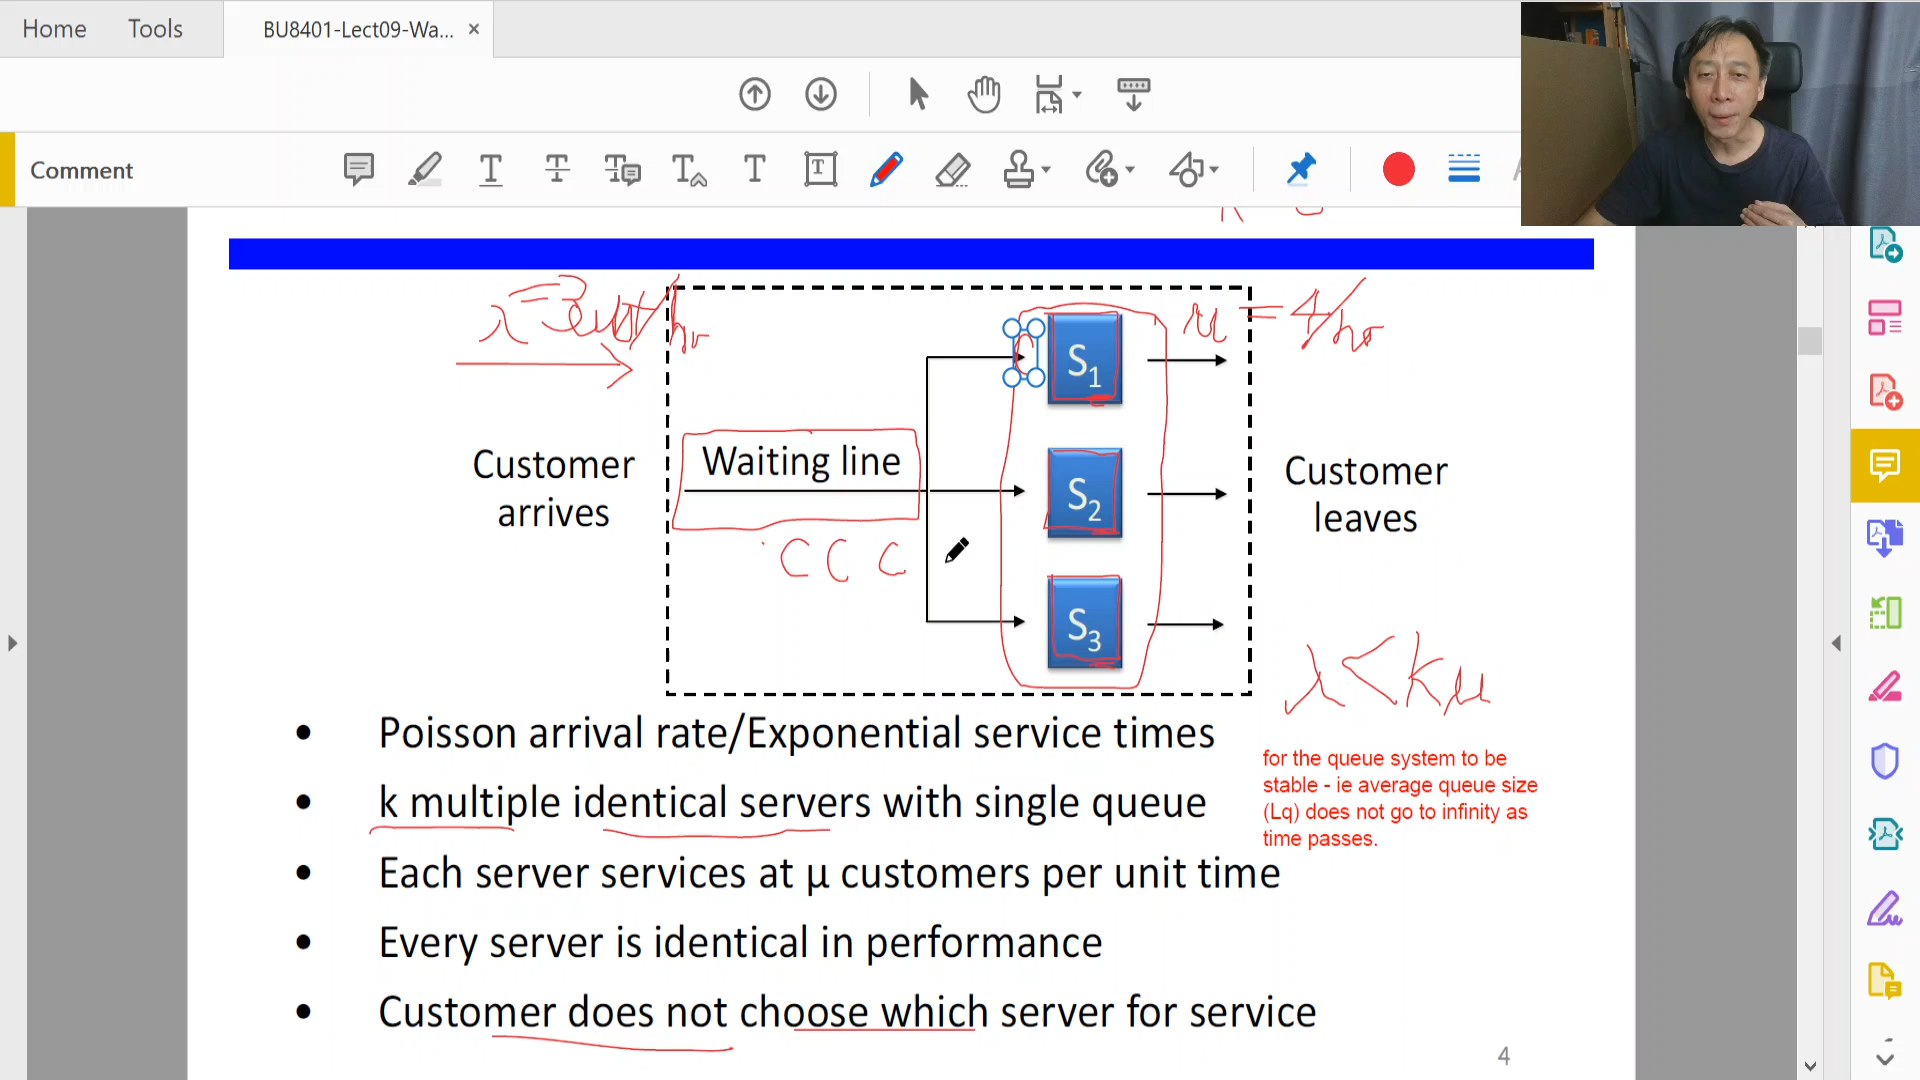 Home
Tools
BU8401-Lect09-Wa...
Comment
λ = 3 cust/hr
μ = 4/hr
S1
Customer
arrives
Waiting line
S2
Customer
leaves
C C C
S3
λ < kμ
• Poisson arrival rate/Exponential service times
for the queue system to be
stable - ie average queue size
(Lq) does not go to infinity as
time passes.
• k multiple identical servers with single queue
• Each server services at μ customers per unit time
• Every server is identical in performance
• Customer does not choose which server for service
4